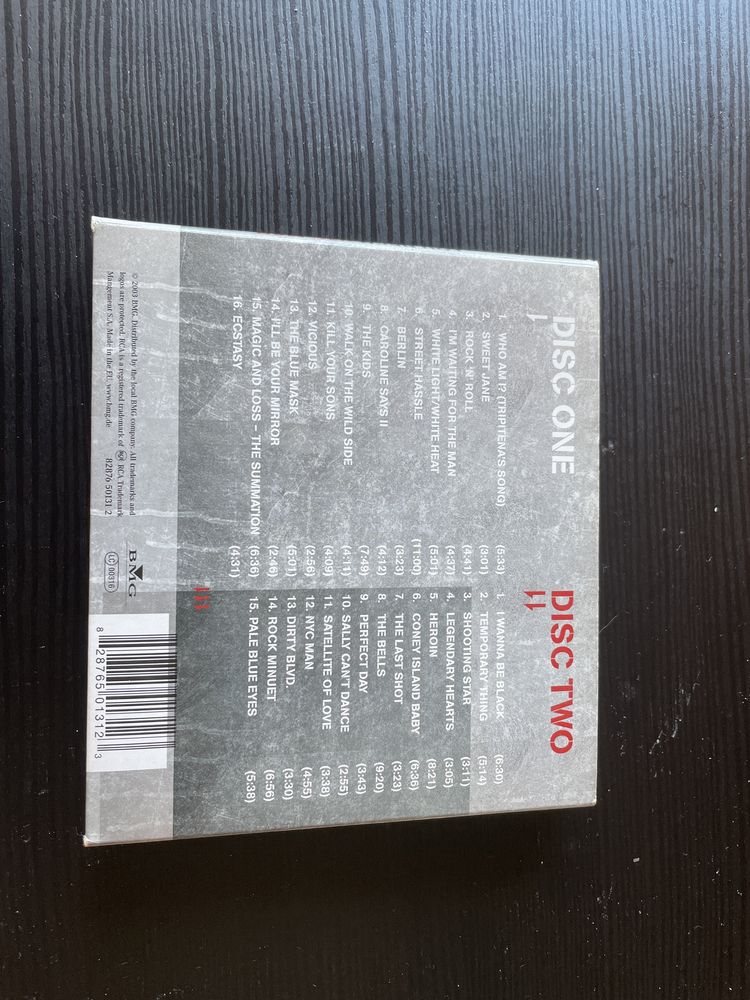 DISC ONE
1. WHO AM I? (TRIPITENA'S SONG) (5:33)
2. SWEET JANE (3:01)
3. ROCK 'N' ROLL (4:41)
4. I'M WAITING FOR THE MAN (4:37)
5. WHITE LIGHT/WHITE HEAT (5:01)
6. STREET HASSLE (11:00)
7. BERLIN (3:23)
8. CAROLINE SAYS II (4:12)
9. THE KIDS (7:49)
10. WALK ON THE WILD SIDE (4:11)
11. KILL YOUR SONS (4:09)
12. VICIOUS (2:56)
13. THE BLUE MASK (5:01)
14. I'LL BE YOUR MIRROR (2:46)
15. MAGIC AND LOSS – THE SUMMATION (6:36)
16. ECSTASY (4:31)
DISC TWO
1. I WANNA BE BLACK (6:30)
2. TEMPORARY THING (5:14)
3. SHOOTING STAR (3:11)
4. LEGENDARY HEARTS (3:05)
5. HEROIN (8:21)
6. CONEY ISLAND BABY (6:36)
7. THE LAST SHOT (3:23)
8. THE BELLS (9:20)
9. PERFECT DAY (3:43)
10. SALLY CAN'T DANCE (2:55)
11. SATELLITE OF LOVE (3:38)
12. NYC MAN (4:55)
13. DIRTY BLVD. (3:30)
14. ROCK MINUET (6:56)
15. PALE BLUE EYES (5:38)
© 2003 BMG. Distributed by the local BMG company. All trademarks and
logos are protected. RCA is a registered trademark of RCA RCA Trademark
Mangement S.A. Made in the EU. www.bmg.de
82876 50131 2
BMG
LC 00316
8 28765 01312 3